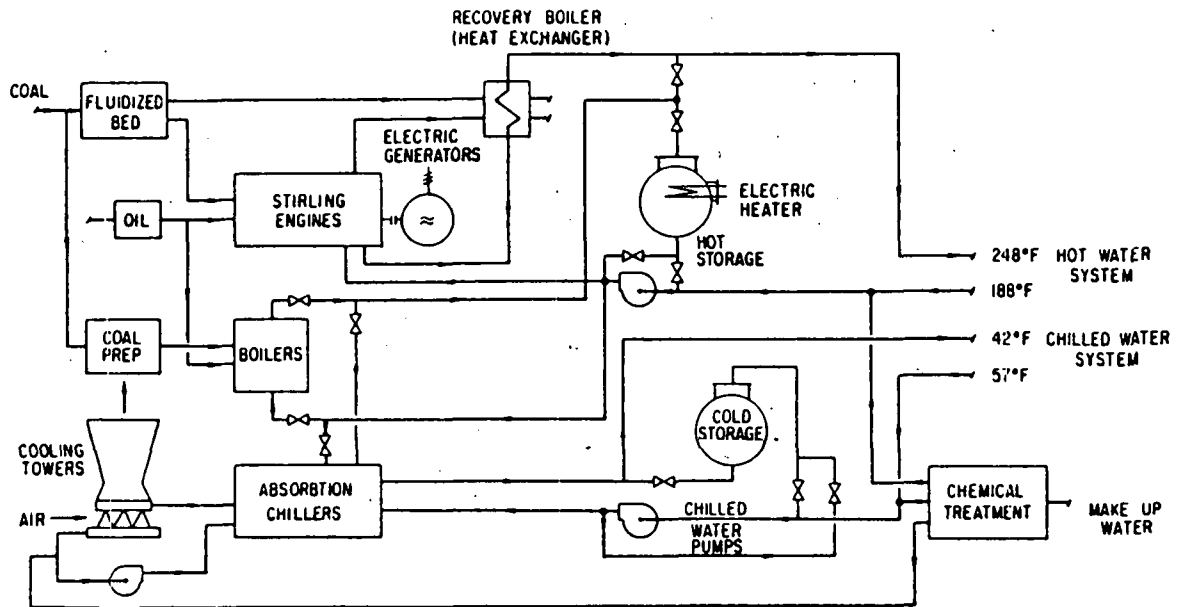 RECOVERY BOILER
(HEAT EXCHANGER)
COAL
FLUIDIZED
BED
ELECTRIC
GENERATORS
STIRLING
ENGINES
≈
OIL
ELECTRIC
HEATER
HOT
STORAGE
248°F HOT WATER
SYSTEM
188°F
COAL
PREP
BOILERS
42°F CHILLED WATER
SYSTEM
57°F
COLD
STORAGE
COOLING
TOWERS
AIR
ABSORBTION
CHILLERS
CHILLED
WATER
PUMPS
CHEMICAL
TREATMENT
MAKE UP
WATER